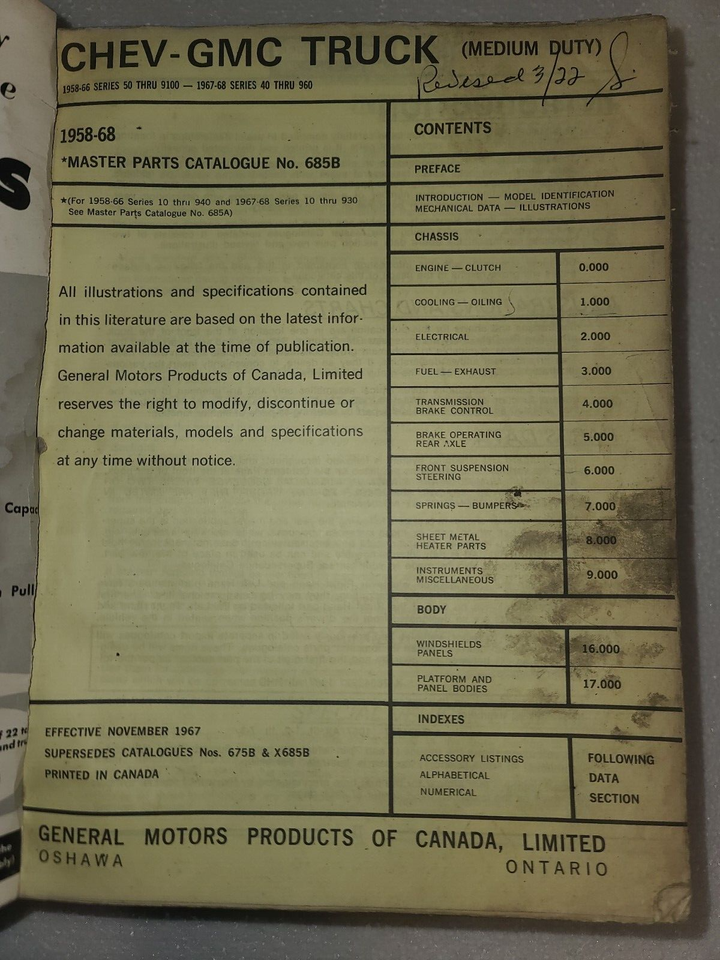 CHEV-GMC TRUCK (MEDIUM DUTY)
1958-66 SERIES 50 THRU 9100 — 1967-68 SERIES 40 THRU 960
Revised 3/22
1958-68
*MASTER PARTS CATALOGUE No. 685B
*(For 1958-66 Series 10 thru 940 and 1967-68 Series 10 thru 930
See Master Parts Catalogue No. 685A)
All illustrations and specifications contained
in this literature are based on the latest infor-
mation available at the time of publication.
General Motors Products of Canada, Limited
reserves the right to modify, discontinue or
change materials, models and specifications
at any time without notice.
EFFECTIVE NOVEMBER 1967
SUPERSEDES CATALOGUES Nos. 675B & X685B
PRINTED IN CANADA
CONTENTS
PREFACE
INTRODUCTION — MODEL IDENTIFICATION
MECHANICAL DATA — ILLUSTRATIONS
CHASSIS
ENGINE — CLUTCH 0.000
COOLING — OILING 1.000
ELECTRICAL 2.000
FUEL — EXHAUST 3.000
TRANSMISSION
BRAKE CONTROL 4.000
BRAKE OPERATING
REAR AXLE 5.000
FRONT SUSPENSION
STEERING 6.000
SPRINGS — BUMPERS 7.000
SHEET METAL
HEATER PARTS 8.000
INSTRUMENTS
MISCELLANEOUS 9.000
BODY
WINDSHIELDS
PANELS 16.000
PLATFORM AND
PANEL BODIES 17.000
INDEXES
ACCESSORY LISTINGS
ALPHABETICAL
NUMERICAL
FOLLOWING
DATA
SECTION
GENERAL MOTORS PRODUCTS OF CANADA, LIMITED
OSHAWA ONTARIO